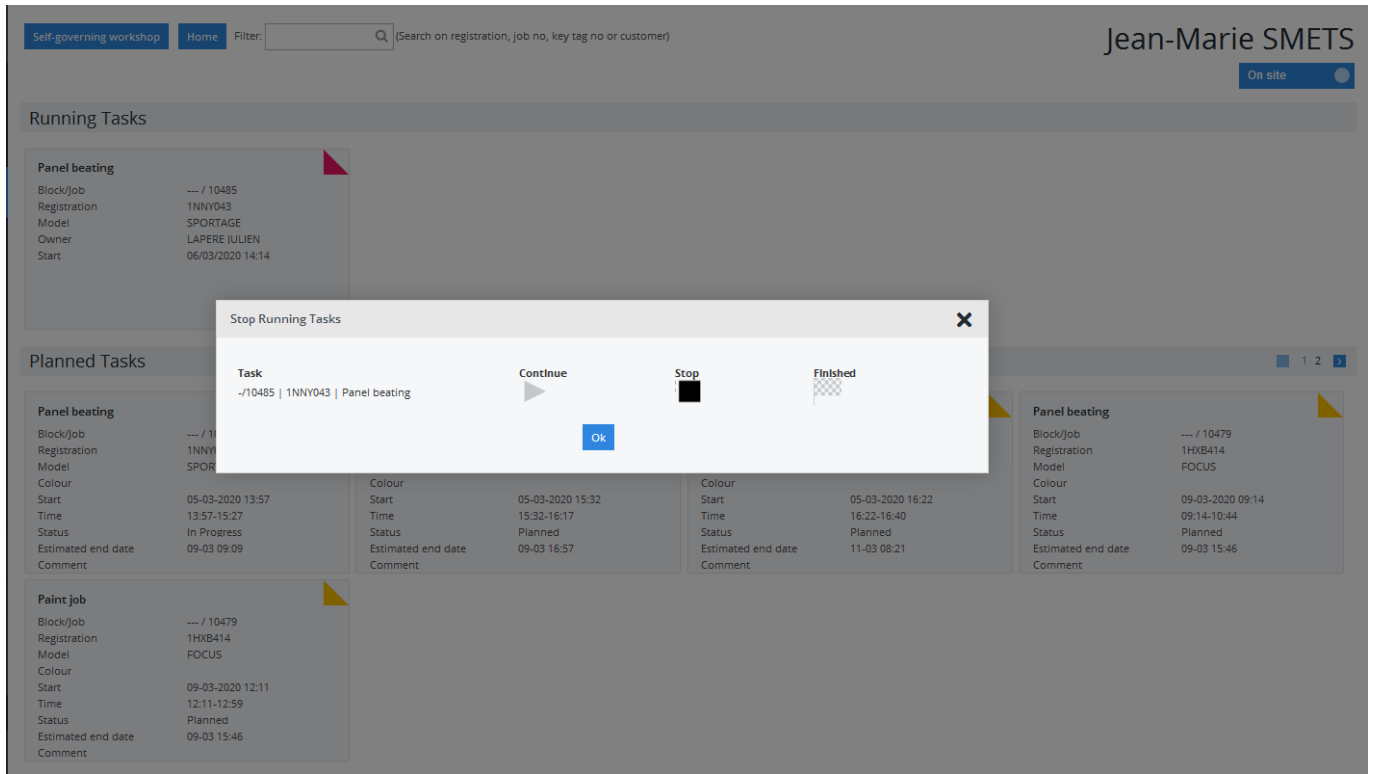 Self-governing workshop Home Filter: (Search on registration, job no, key tag no or customer) Jean-Marie SMETS
On site
Running Tasks
Panel beating
Block/Job --- / 10485
Registration 1NNY043
Model SPORTAGE
Owner LAPERE JULIEN
Start 06/03/2020 14:14
Stop Running Tasks
Task Continue Stop Finished
-/10485 | 1NNY043 | Panel beating
Ok
Planned Tasks 1 2
Panel beating
Block/Job --- /
Registration
Model
Colour
Start 05-03-2020 13:57
Time 13:57-15:27
Status In Progress
Estimated end date 09-03 09:09
Comment
Colour
Start 05-03-2020 15:32
Time 15:32-16:17
Status Planned
Estimated end date 09-03 16:57
Comment
Colour
Start 05-03-2020 16:22
Time 16:22-16:40
Status Planned
Estimated end date 11-03 08:21
Comment
Panel beating
Block/Job --- / 10479
Registration 1HXB414
Model FOCUS
Colour
Start 09-03-2020 09:14
Time 09:14-10:44
Status Planned
Estimated end date 09-03 15:46
Comment
Paint job
Block/Job --- / 10479
Registration 1HXB414
Model FOCUS
Colour
Start 09-03-2020 12:11
Time 12:11-12:59
Status Planned
Estimated end date 09-03 15:46
Comment